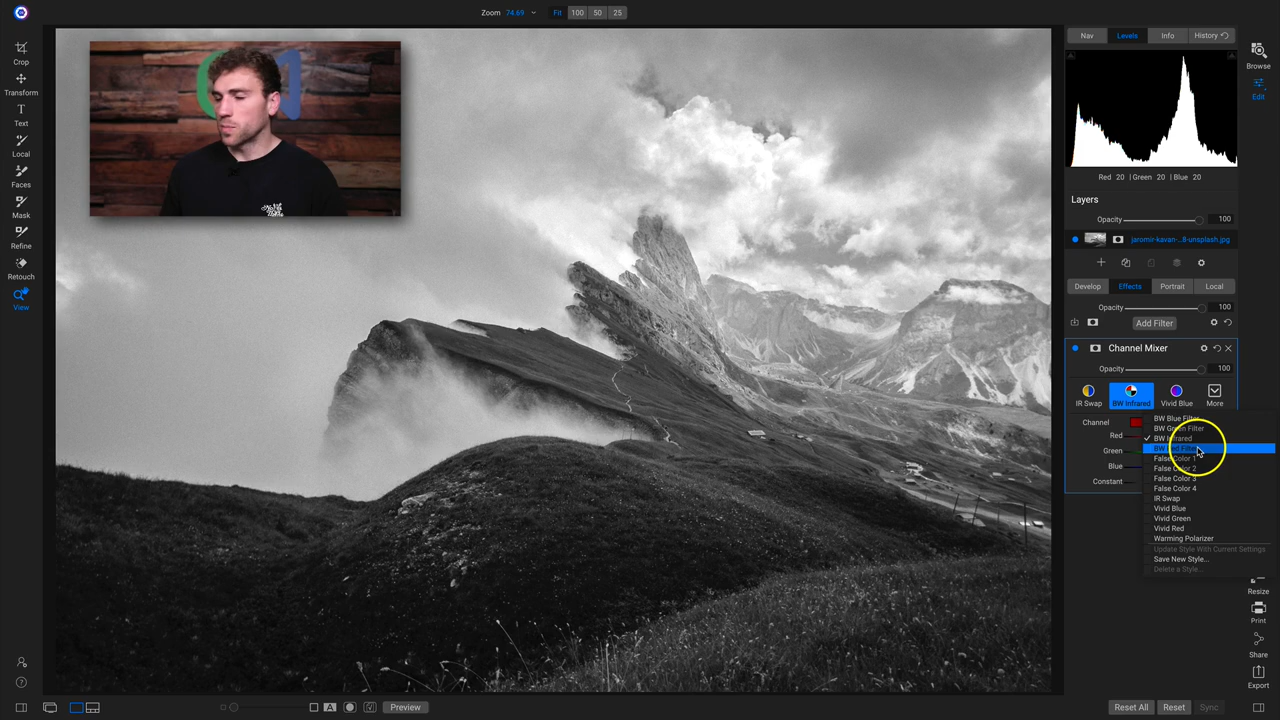 Zoom 74.69 Fit 100 50 25
Crop
Transform
Text
Local
Faces
Mask
Refine
Retouch
View
Nav Levels Info History
Red 20 | Green 20 | Blue 20
Layers
Opacity 100
jaromir-kavan-...8-unsplash.jpg
Develop Effects Portrait Local
Opacity 100
Add Filter
Channel Mixer
Opacity 100
IR Swap BW Infrared Vivid Blue More
Channel
Red
Green
Blue
Constant
BW Blue Filter
BW Green Filter
BW Infrared
BW Red Filter
False Color 1
False Color 2
False Color 3
False Color 4
IR Swap
Vivid Blue
Vivid Green
Vivid Red
Warming Polarizer
Update Style With Current Settings
Save New Style...
Delete a Style...
Browse
Edit
Resize
Print
Share
Export
A Preview
Reset All Reset Sync